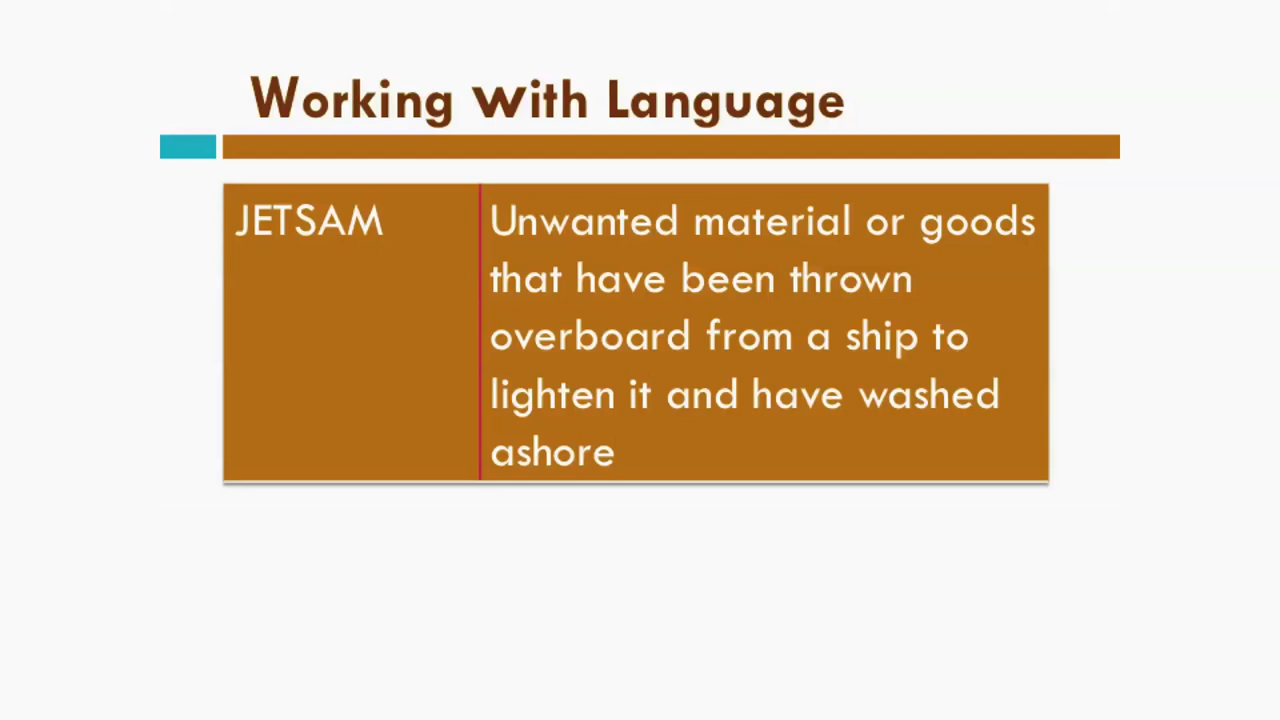 Working with Language
JETSAM
Unwanted material or goods
that have been thrown
overboard from a ship to
lighten it and have washed
ashore